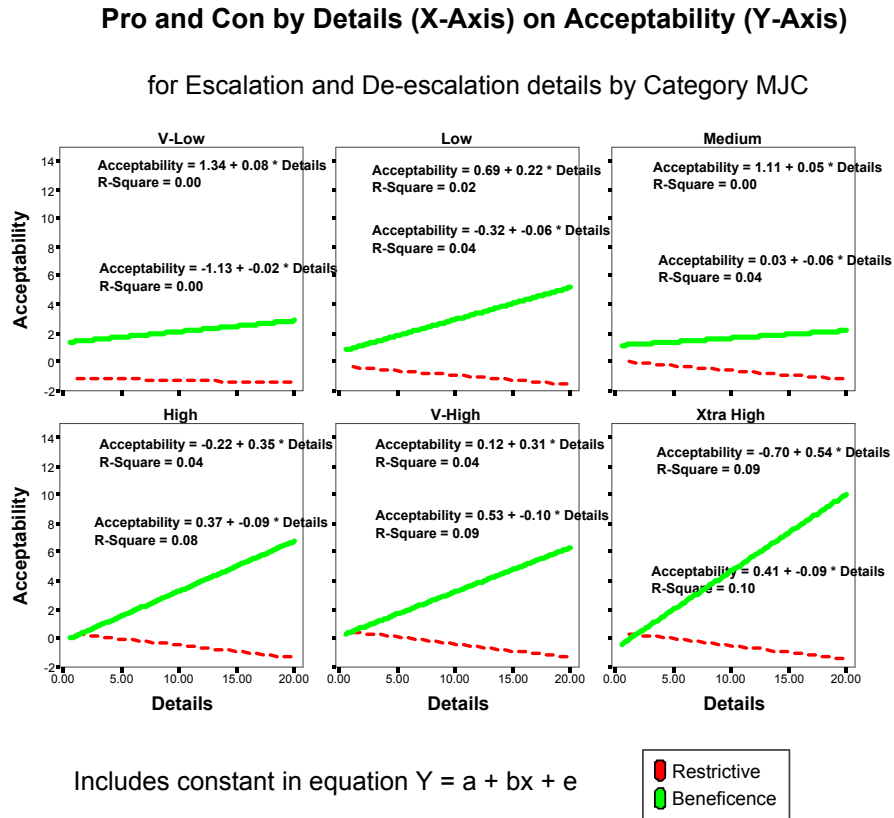 Pro and Con by Details (X-Axis) on Acceptability (Y-Axis)
for Escalation and De-escalation details by Category MJC
V-Low
Low
Medium
Acceptability
14
12
10
8
6
4
2
0
-2
Acceptability = 1.34 + 0.08 * Details
R-Square = 0.00
Acceptability = -1.13 + -0.02 * Details
R-Square = 0.00
Acceptability = 0.69 + 0.22 * Details
R-Square = 0.02
Acceptability = -0.32 + -0.06 * Details
R-Square = 0.04
Acceptability = 1.11 + 0.05 * Details
R-Square = 0.00
Acceptability = 0.03 + -0.06 * Details
R-Square = 0.04
High
V-High
Xtra High
Acceptability
14
12
10
8
6
4
2
0
-2
Acceptability = -0.22 + 0.35 * Details
R-Square = 0.04
Acceptability = 0.37 + -0.09 * Details
R-Square = 0.08
Acceptability = 0.12 + 0.31 * Details
R-Square = 0.04
Acceptability = 0.53 + -0.10 * Details
R-Square = 0.09
Acceptability = -0.70 + 0.54 * Details
R-Square = 0.09
Acceptability = 0.41 + -0.09 * Details
R-Square = 0.10
0.00 5.00 10.00 15.00 20.00
0.00 5.00 10.00 15.00 20.00
0.00 5.00 10.00 15.00 20.00
Details
Details
Details
Includes constant in equation Y = a + bx + e
Restrictive
Beneficence